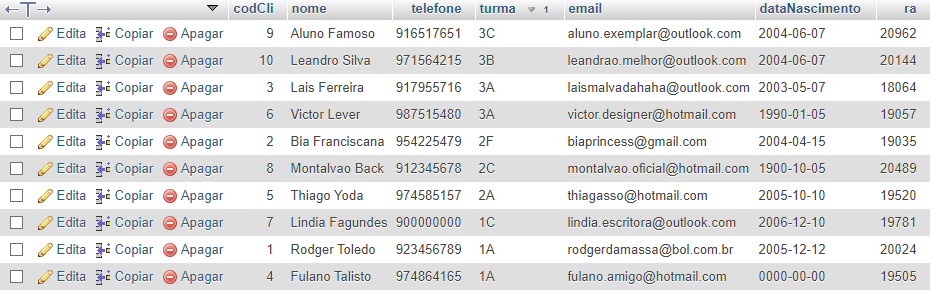 codCli nome telefone turma 1 email dataNascimento ra
Edita Copiar Apagar 9 Aluno Famoso 916517651 3C aluno.exemplar@outlook.com 2004-06-07 20962
Edita Copiar Apagar 10 Leandro Silva 971564215 3B leandrao.melhor@outlook.com 2004-06-07 20144
Edita Copiar Apagar 3 Lais Ferreira 917955716 3A laismalvadahaha@outlook.com 2003-05-07 18064
Edita Copiar Apagar 6 Victor Lever 987515480 3A victor.designer@hotmail.com 1990-01-05 19057
Edita Copiar Apagar 2 Bia Franciscana 954225479 2F biaprincess@gmail.com 2004-04-15 19035
Edita Copiar Apagar 8 Montalvao Back 912345678 2C montalvao.oficial@hotmail.com 1900-10-05 20489
Edita Copiar Apagar 5 Thiago Yoda 974585157 2A thiagasso@hotmail.com 2005-10-10 19520
Edita Copiar Apagar 7 Lindia Fagundes 900000000 1C lindia.escritora@outlook.com 2006-12-10 19781
Edita Copiar Apagar 1 Rodger Toledo 923456789 1A rodgerdamassa@bol.com.br 2005-12-12 20024
Edita Copiar Apagar 4 Fulano Talisto 974864165 1A fulano.amigo@hotmail.com 0000-00-00 19505